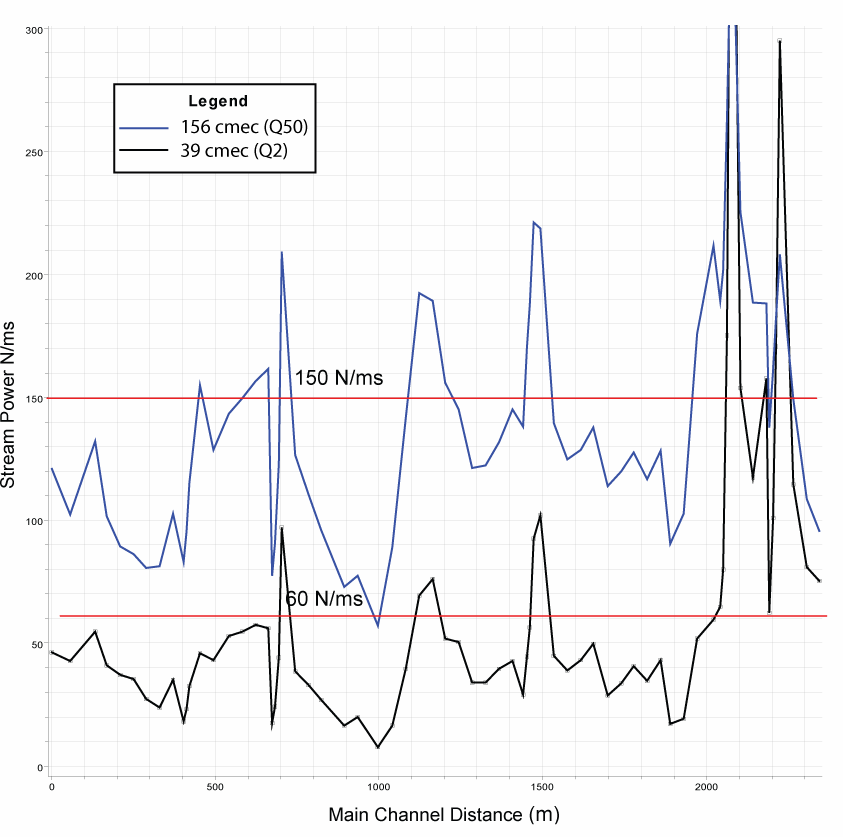 300
Legend
156 cmec (Q50)
39 cmec (Q2)
250
200
150 N/ms
150
100
60 N/ms
50
0
Stream Power N/ms
0 500 1000 1500 2000
Main Channel Distance (m)